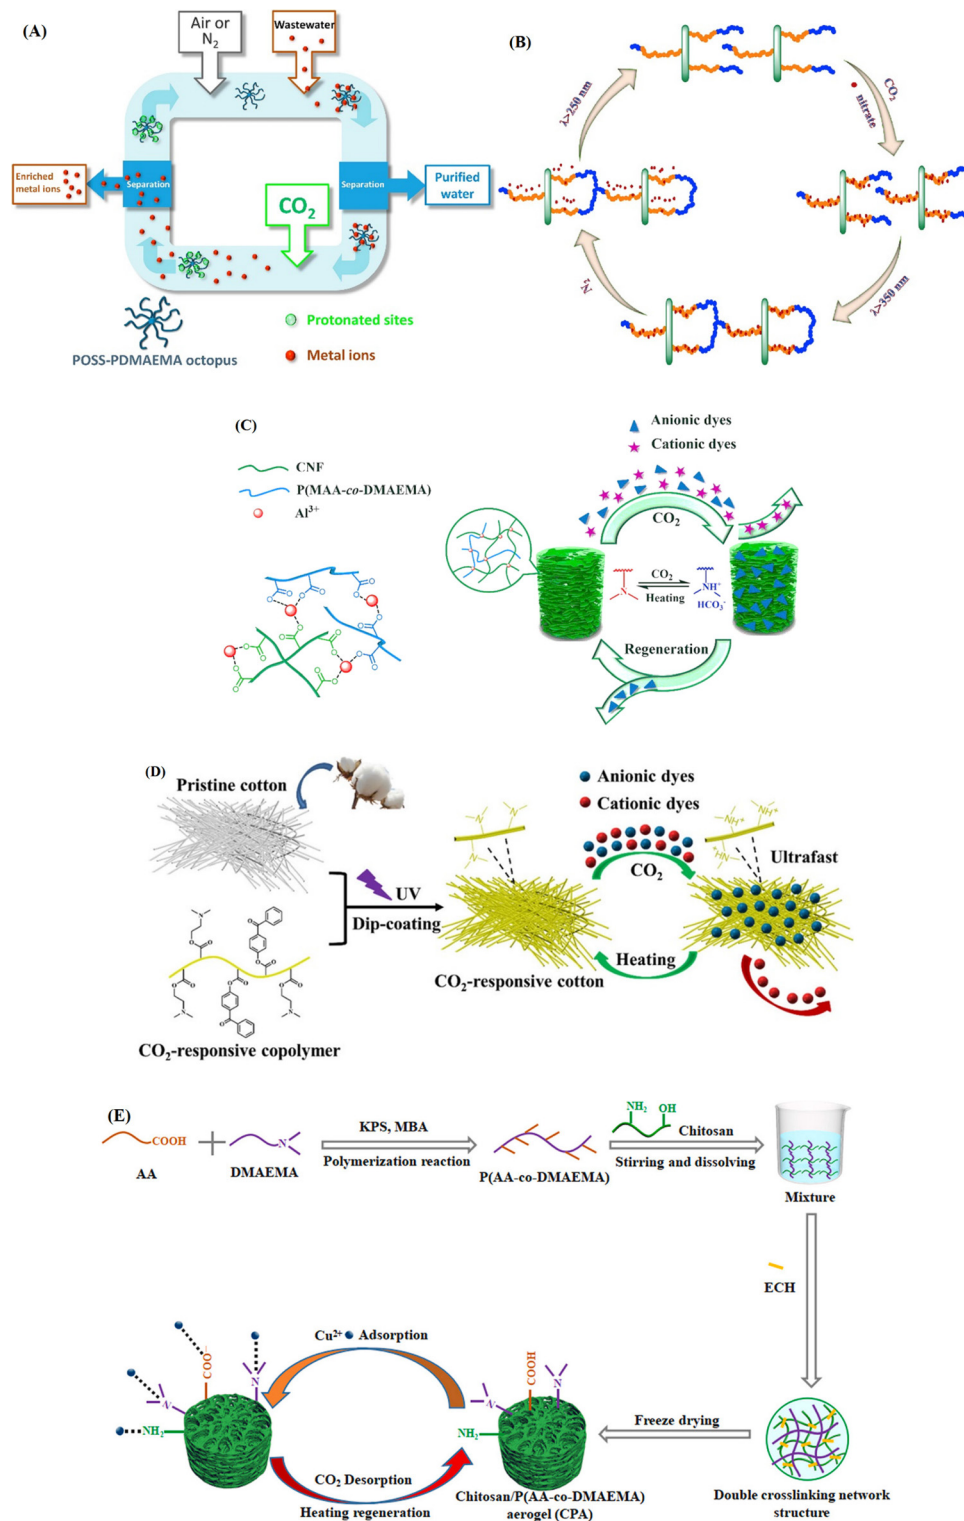 (A)
Air or
N₂
Wastewater
Enriched
metal ions
Separation
Separation
Purified
water
CO₂
POSS-PDMAEMA octopus
Protonated sites
Metal ions
(B)
λ>250 nm
CO₂
nitrate
N₂
λ>350 nm
(C)
CNF
P(MAA-co-DMAEMA)
Al³⁺
Anionic dyes
Cationic dyes
CO₂
CO₂
Heating
N
NH⁺
HCO₃⁻
Regeneration
(D)
Pristine cotton
UV
Dip-coating
CO₂-responsive copolymer
Anionic dyes
Cationic dyes
CO₂
Ultrafast
Heating
CO₂-responsive cotton
(E)
COOH
AA
N
DMAEMA
KPS, MBA
Polymerization reaction
P(AA-co-DMAEMA)
NH₂
OH
Chitosan
Stirring and dissolving
Mixture
ECH
Double crosslinking network
structure
Freeze drying
COOH
N
N
NH₂
Chitosan/P(AA-co-DMAEMA)
aerogel (CPA)
Cu²⁺ Adsorption
CO₂ Desorption
Heating regeneration
COO⁻
N
N
NH₂